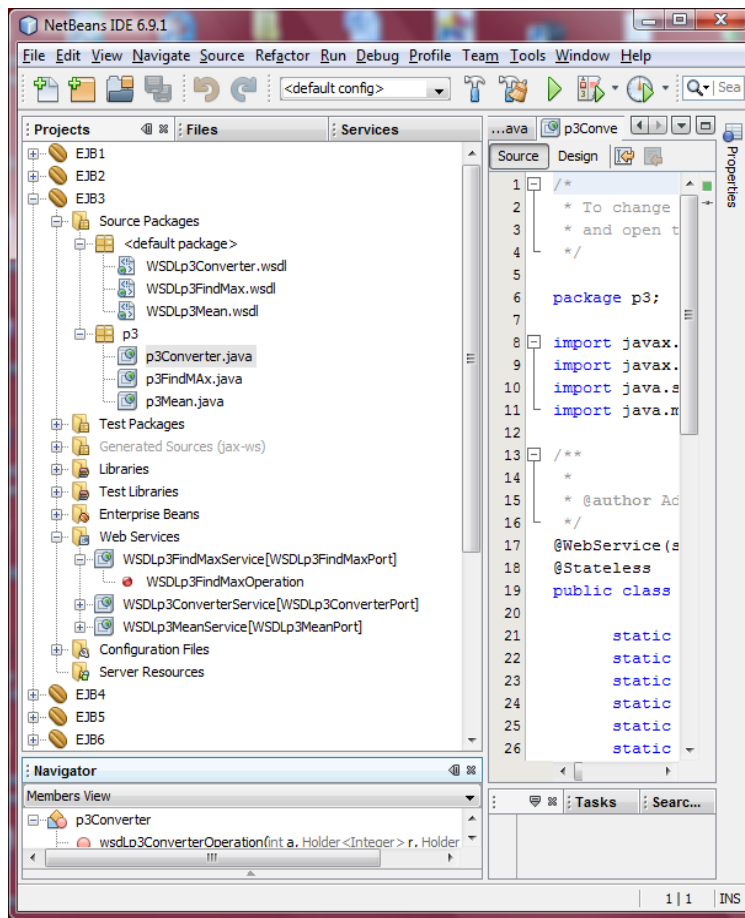 NetBeans IDE 6.9.1
File Edit View Navigate Source Refactor Run Debug Profile Team Tools Window Help
<default config>
Sea
Projects
Files
Services
EJB1
EJB2
EJB3
Source Packages
<default package>
WSDLp3Converter.wsdl
WSDLp3FindMax.wsdl
WSDLp3Mean.wsdl
p3
p3Converter.java
p3FindMAx.java
p3Mean.java
Test Packages
Generated Sources (jax-ws)
Libraries
Test Libraries
Enterprise Beans
Web Services
WSDLp3FindMaxService[WSDLp3FindMaxPort]
WSDLp3FindMaxOperation
WSDLp3ConverterService[WSDLp3ConverterPort]
WSDLp3MeanService[WSDLp3MeanPort]
Configuration Files
Server Resources
EJB4
EJB5
EJB6
Navigator
Members View
p3Converter
wsdLp3ConverterOperation(int a, Holder<Integer> r, Holder
...ava
p3Conve
Source Design
1 /*
2 * To change
3 * and open t
4 */
5
6 package p3;
7
8 import javax.
9 import javax.
10 import java.s
11 import java.m
12
13 /**
14 *
15 * @author Ad
16 */
17 @WebService(s
18 @Stateless
19 public class
20
21 static
22 static
23 static
24 static
25 static
26 static
Properties
Tasks
Searc...
1 | 1 INS